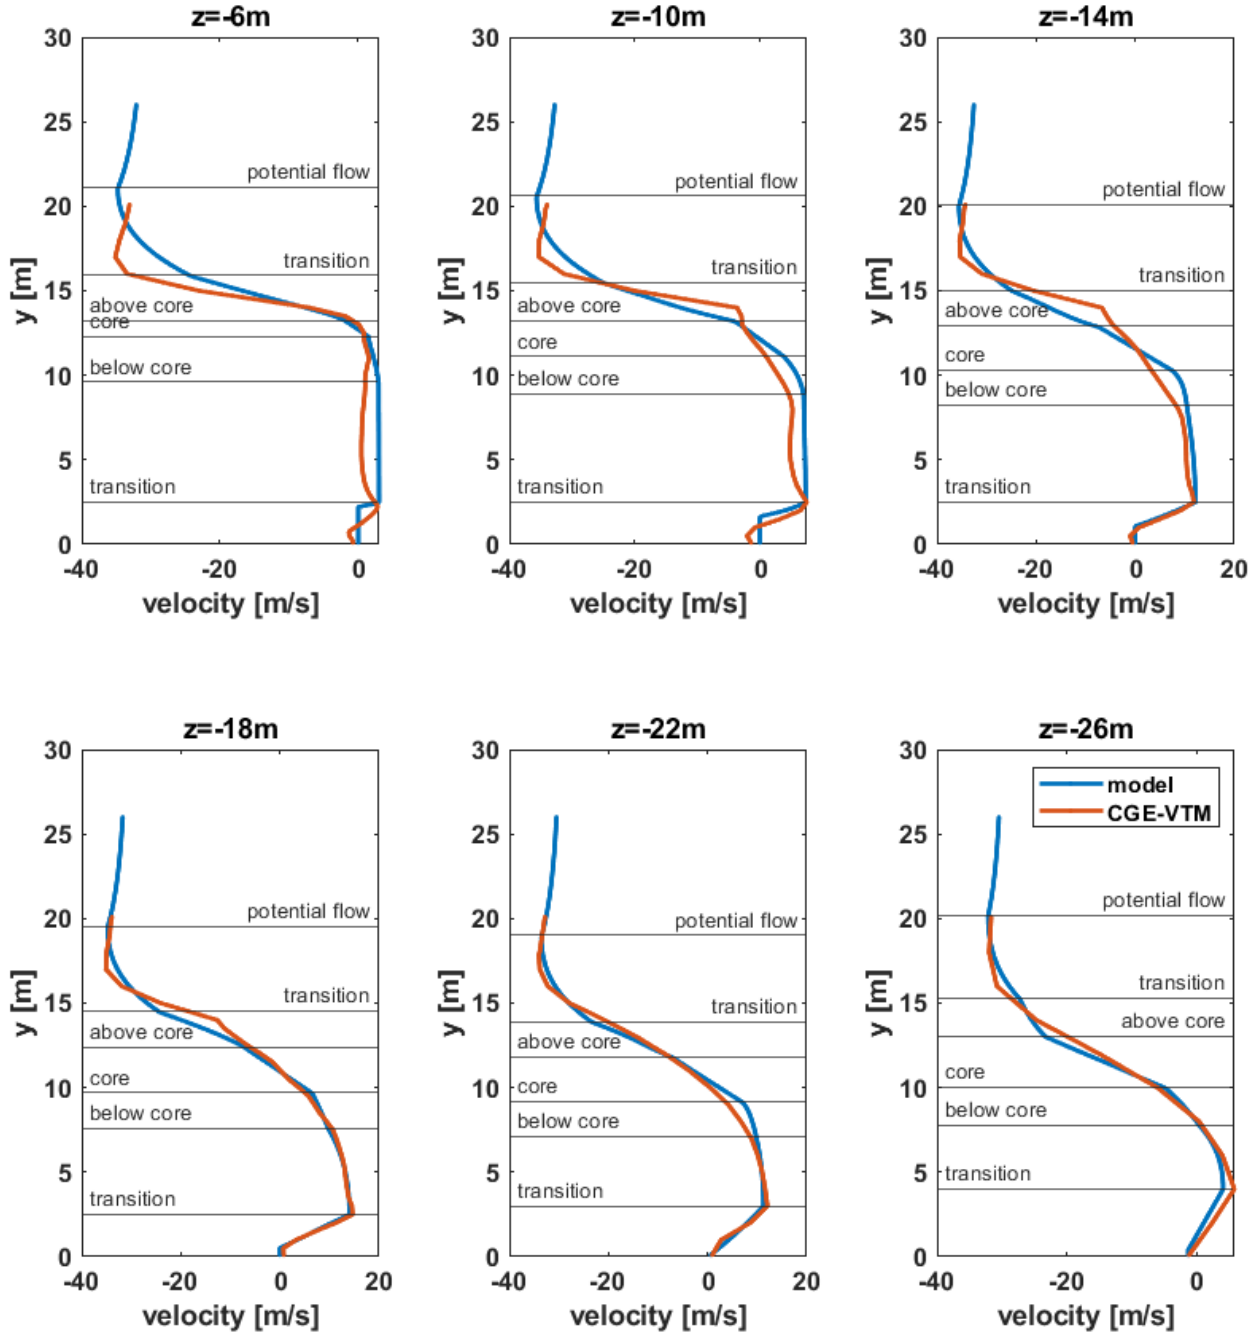 z=-6m
30
25
20
15
10
5
0
y [m]
potential flow
transition
above core
core
below core
transition
-40
-20
0
velocity [m/s]
z=-10m
30
25
20
15
10
5
0
y [m]
potential flow
transition
above core
core
below core
transition
-40
-20
0
velocity [m/s]
z=-14m
30
25
20
15
10
5
0
y [m]
potential flow
transition
above core
core
below core
transition
-40
-20
0
20
velocity [m/s]
z=-18m
30
25
20
15
10
5
0
y [m]
potential flow
transition
above core
core
below core
transition
-40
-20
0
20
velocity [m/s]
z=-22m
30
25
20
15
10
5
0
y [m]
potential flow
transition
above core
core
below core
transition
-40
-20
0
20
velocity [m/s]
z=-26m
30
25
20
15
10
5
0
y [m]
model
CGE-VTM
potential flow
transition
above core
core
below core
transition
-40
-20
0
velocity [m/s]